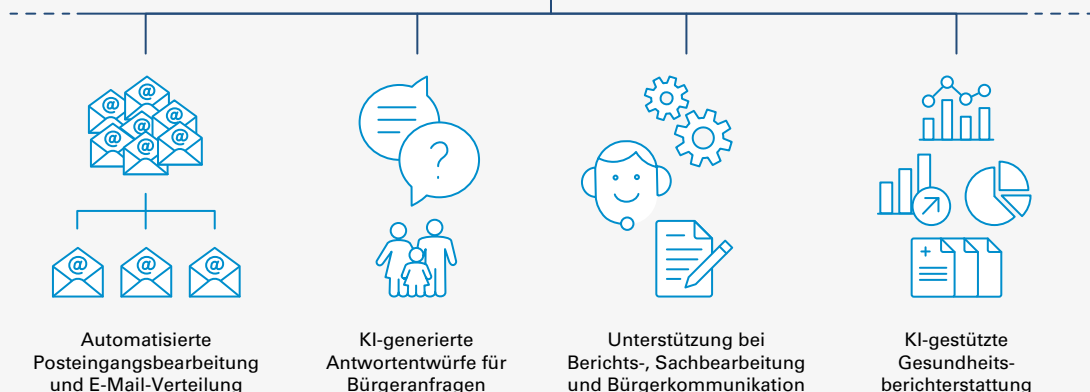 Automatisierte
Posteingangsbearbeitung
und E-Mail-Verteilung
KI-generierte
Antwortentwürfe für
Bürgeranfragen
Unterstützung bei
Berichts-, Sachbearbeitung
und Bürgerkommunikation
KI-gestützte
Gesundheits-
berichterstattung